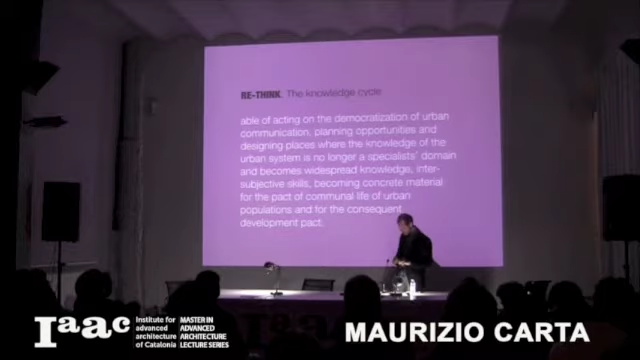 RE-THINK. The knowledge cycle
able of acting on the democratization of urban
communication, planning opportunities and
designing places where the knowledge of the
urban system is no longer a specialists' domain
and becomes widespread knowledge, inter-
subjective skills, becoming concrete material
for the pact of communal life of urban
populations and for the consequent
development pact.
Iaac
Institute for
advanced
architecture
of Catalonia
MASTER IN
ADVANCED
ARCHITECTURE
LECTURE SERIES
MAURIZIO CARTA